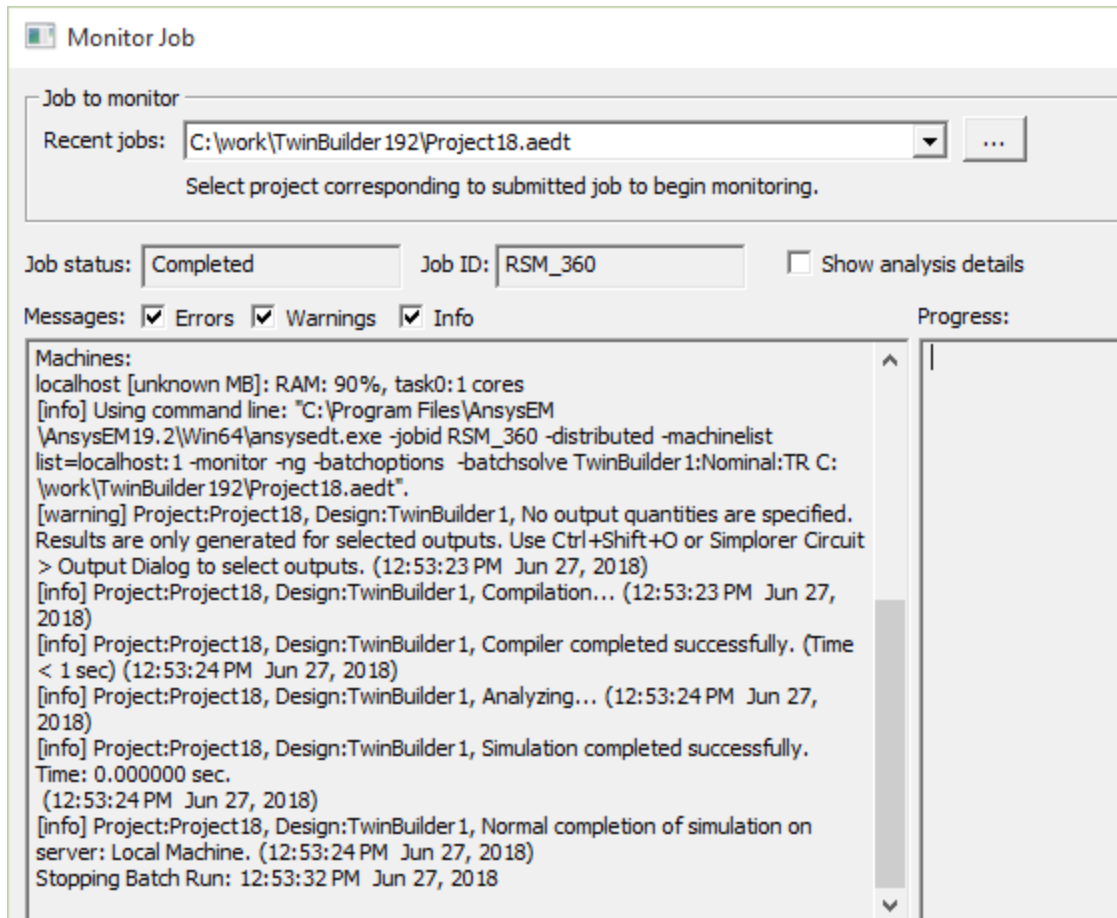 Monitor Job
Job to monitor
Recent jobs: C:\work\TwinBuilder192\Project18.aedt ...
Select project corresponding to submitted job to begin monitoring.
Job status: Completed Job ID: RSM_360 Show analysis details
Messages: Errors Warnings Info Progress:
Machines:
localhost [unknown MB]: RAM: 90%, task0:1 cores
[info] Using command line: "C:\Program Files\AnsysEM
\AnsysEM19.2\Win64\ansysedt.exe -jobid RSM_360 -distributed -machinelist
list=localhost:1 -monitor -ng -batchoptions  -batchsolve TwinBuilder1:Nominal:TR C:
\work\TwinBuilder192\Project18.aedt".
[warning] Project:Project18, Design:TwinBuilder1, No output quantities are specified.
Results are only generated for selected outputs. Use Ctrl+Shift+O or Simplorer Circuit
> Output Dialog to select outputs. (12:53:23 PM  Jun 27, 2018)
[info] Project:Project18, Design:TwinBuilder1, Compilation... (12:53:23 PM  Jun 27,
2018)
[info] Project:Project18, Design:TwinBuilder1, Compiler completed successfully. (Time
< 1 sec) (12:53:24 PM  Jun 27, 2018)
[info] Project:Project18, Design:TwinBuilder1, Analyzing... (12:53:24 PM  Jun 27,
2018)
[info] Project:Project18, Design:TwinBuilder1, Simulation completed successfully.
Time: 0.000000 sec.
(12:53:24 PM  Jun 27, 2018)
[info] Project:Project18, Design:TwinBuilder1, Normal completion of simulation on
server: Local Machine. (12:53:24 PM  Jun 27, 2018)
Stopping Batch Run: 12:53:32 PM  Jun 27, 2018